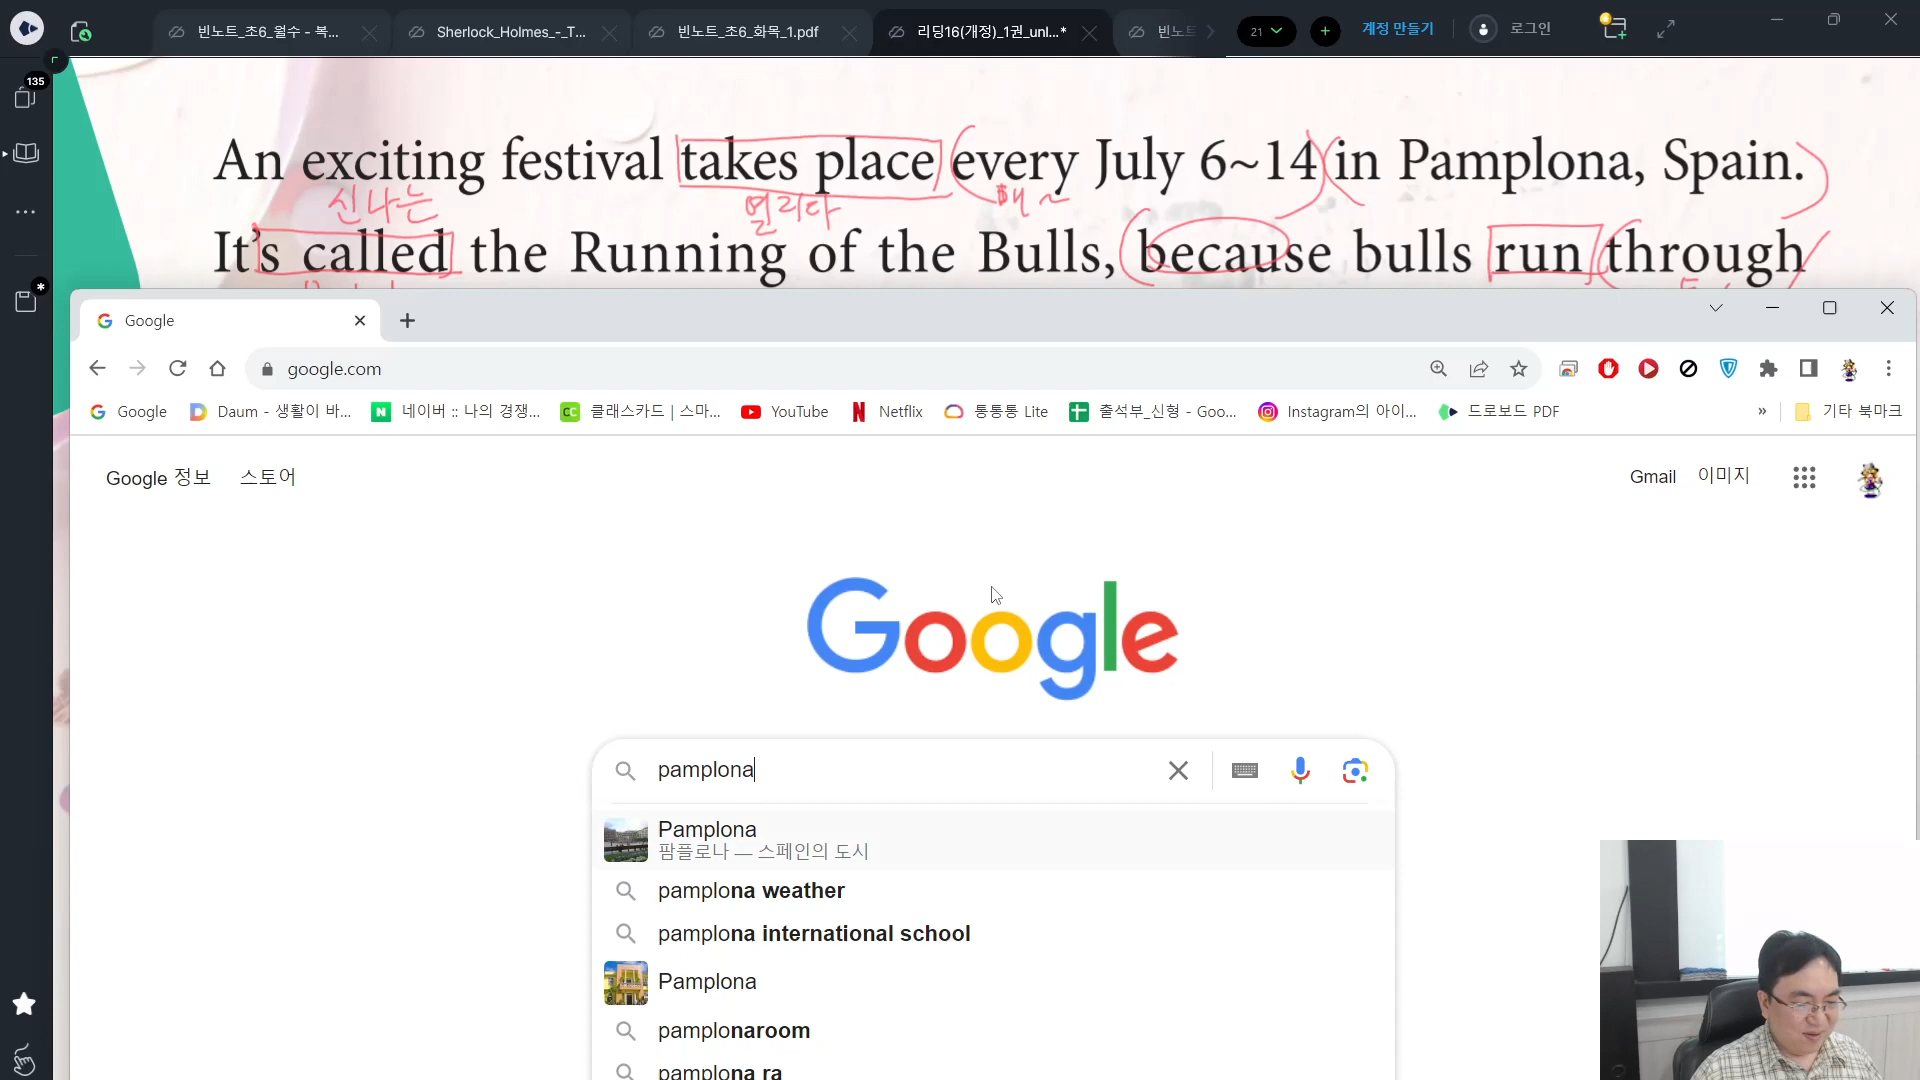 빈노트_초6_월수 - 복...
Sherlock_Holmes_-_T...
빈노트_초6_화목_1.pdf
리딩16(개정)_1권_unl...*
빈노트
21
계정 만들기
로그인
135
An exciting festival takes place every July 6~14 in Pamplona, Spain.
신나는 열리다 해~
It's called the Running of the Bulls, because bulls run through
Google
google.com
Google
Daum - 생활이 바...
네이버 :: 나의 경쟁...
클래스카드 | 스마...
YouTube
Netflix
통통통 Lite
출석부_신형 - Goo...
Instagram의 아이...
드로보드 PDF
»
기타 북마크
Google 정보
스토어
Gmail
이미지
Google
pamplona
Pamplona
팜플로나 — 스페인의 도시
pamplona weather
pamplona international school
Pamplona
pamplonaroom
pamplona ra